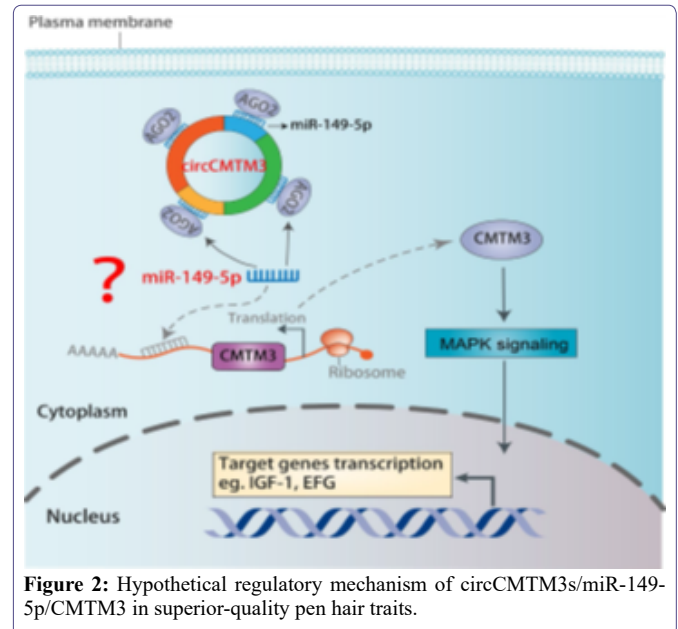 Plasma membrane
AGO2
AGO2
miR-149-5p
circCMTM3
AGO2
AGO2
CMTM3
?
miR-149-5p
Translation
MAPK signaling
AAAAA
CMTM3
Ribosome
Cytoplasm
Target genes transcription
eg. IGF-1, EFG
Nucleus
Figure 2: Hypothetical regulatory mechanism of circCMTM3s/miR-149-
5p/CMTM3 in superior-quality pen hair traits.